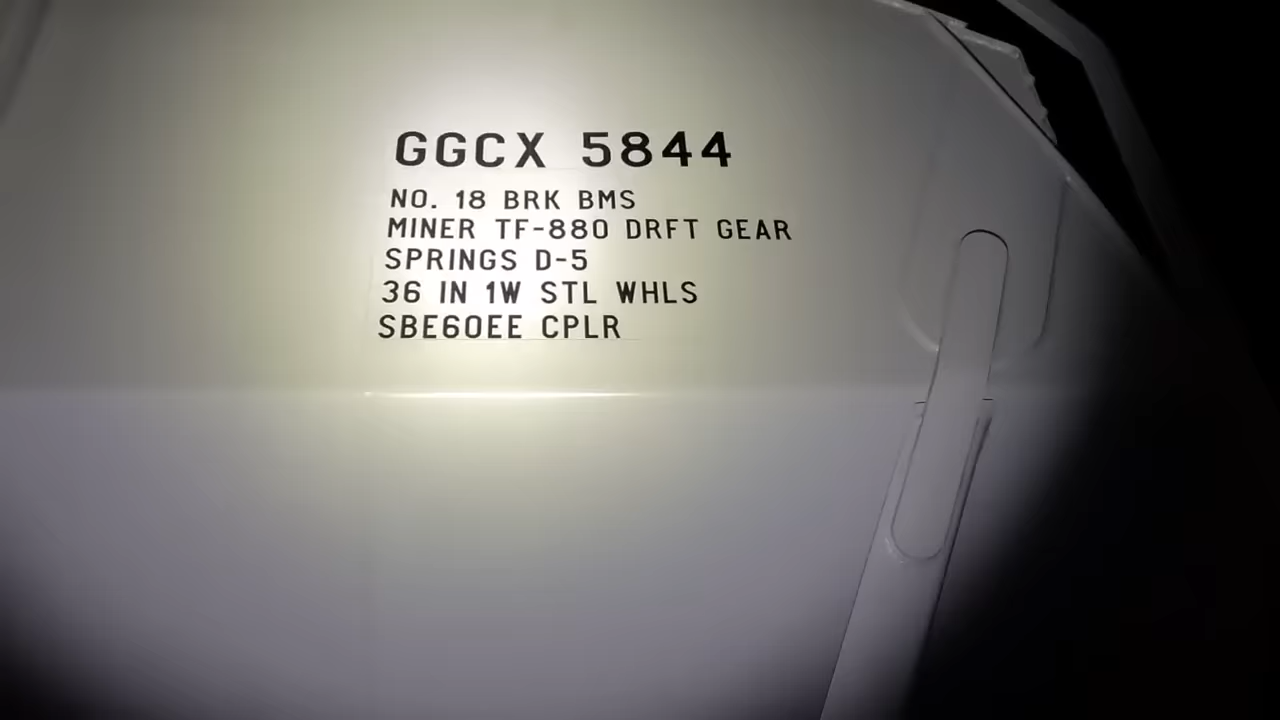 GGCX 5844
NO. 18 BRK BMS
MINER TF-880 DRFT GEAR
SPRINGS D-5
36 IN 1W STL WHLS
SBE60EE CPLR